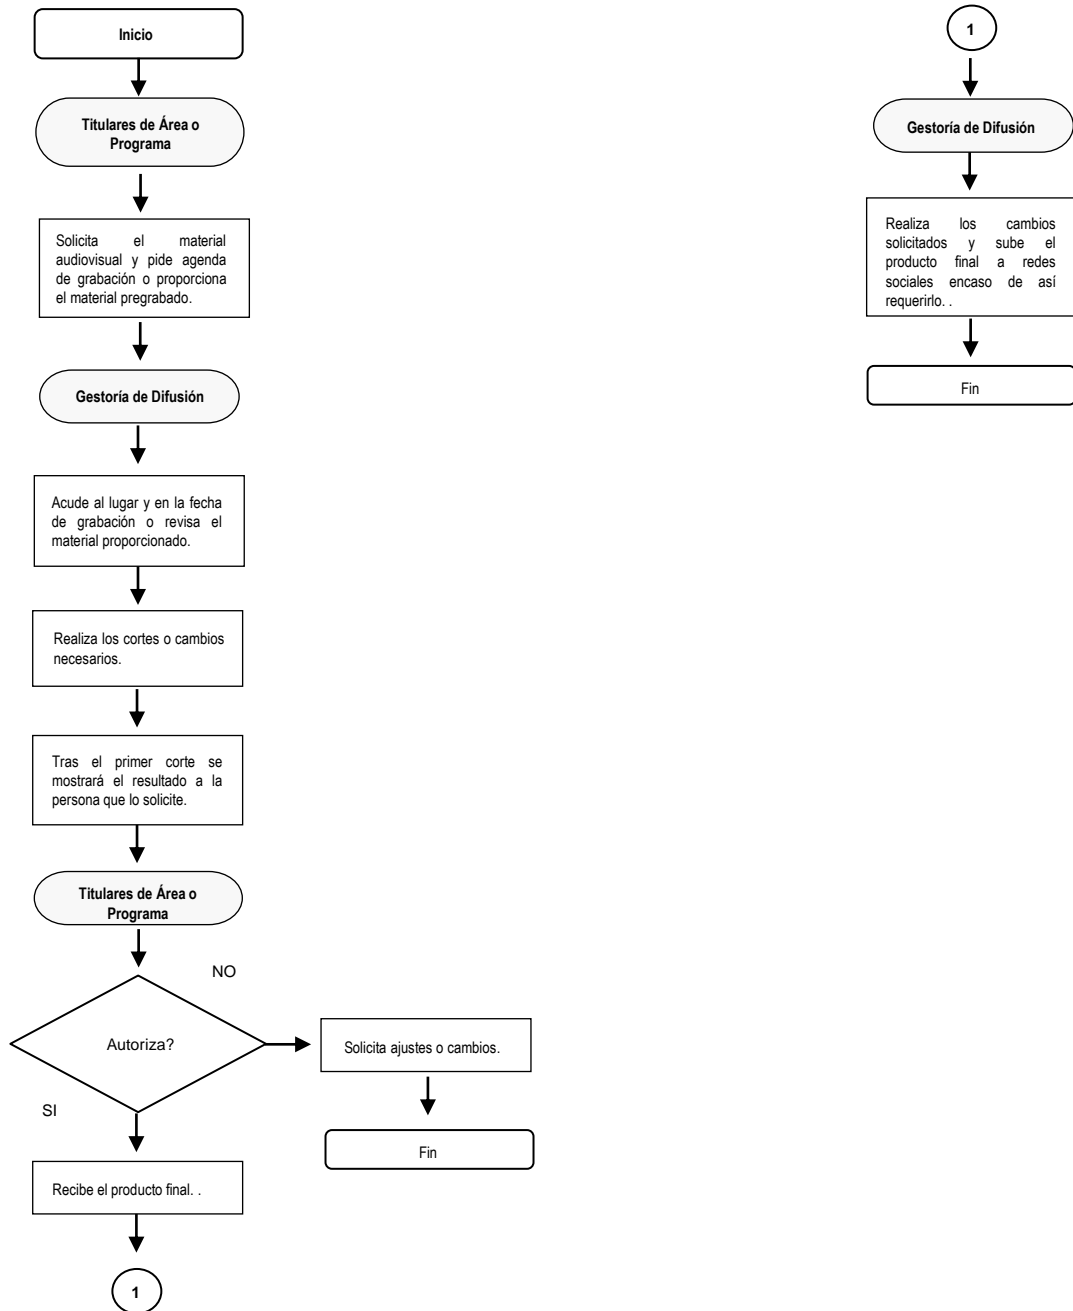 Inicio
Titulares de Área o
Programa
Solicita el material
audiovisual y pide agenda
de grabación o proporciona
el material pregrabado.
Gestoría de Difusión
Acude al lugar y en la fecha
de grabación o revisa el
material proporcionado.
Realiza los cortes o cambios
necesarios.
Tras el primer corte se
mostrará el resultado a la
persona que lo solicite.
Titulares de Área o
Programa
NO
Autoriza?
Solicita ajustes o cambios.
SI
Fin
Recibe el producto final. .
1
1
Gestoría de Difusión
Realiza los cambios
solicitados y sube el
producto final a redes
sociales encaso de así
requerirlo. .
Fin